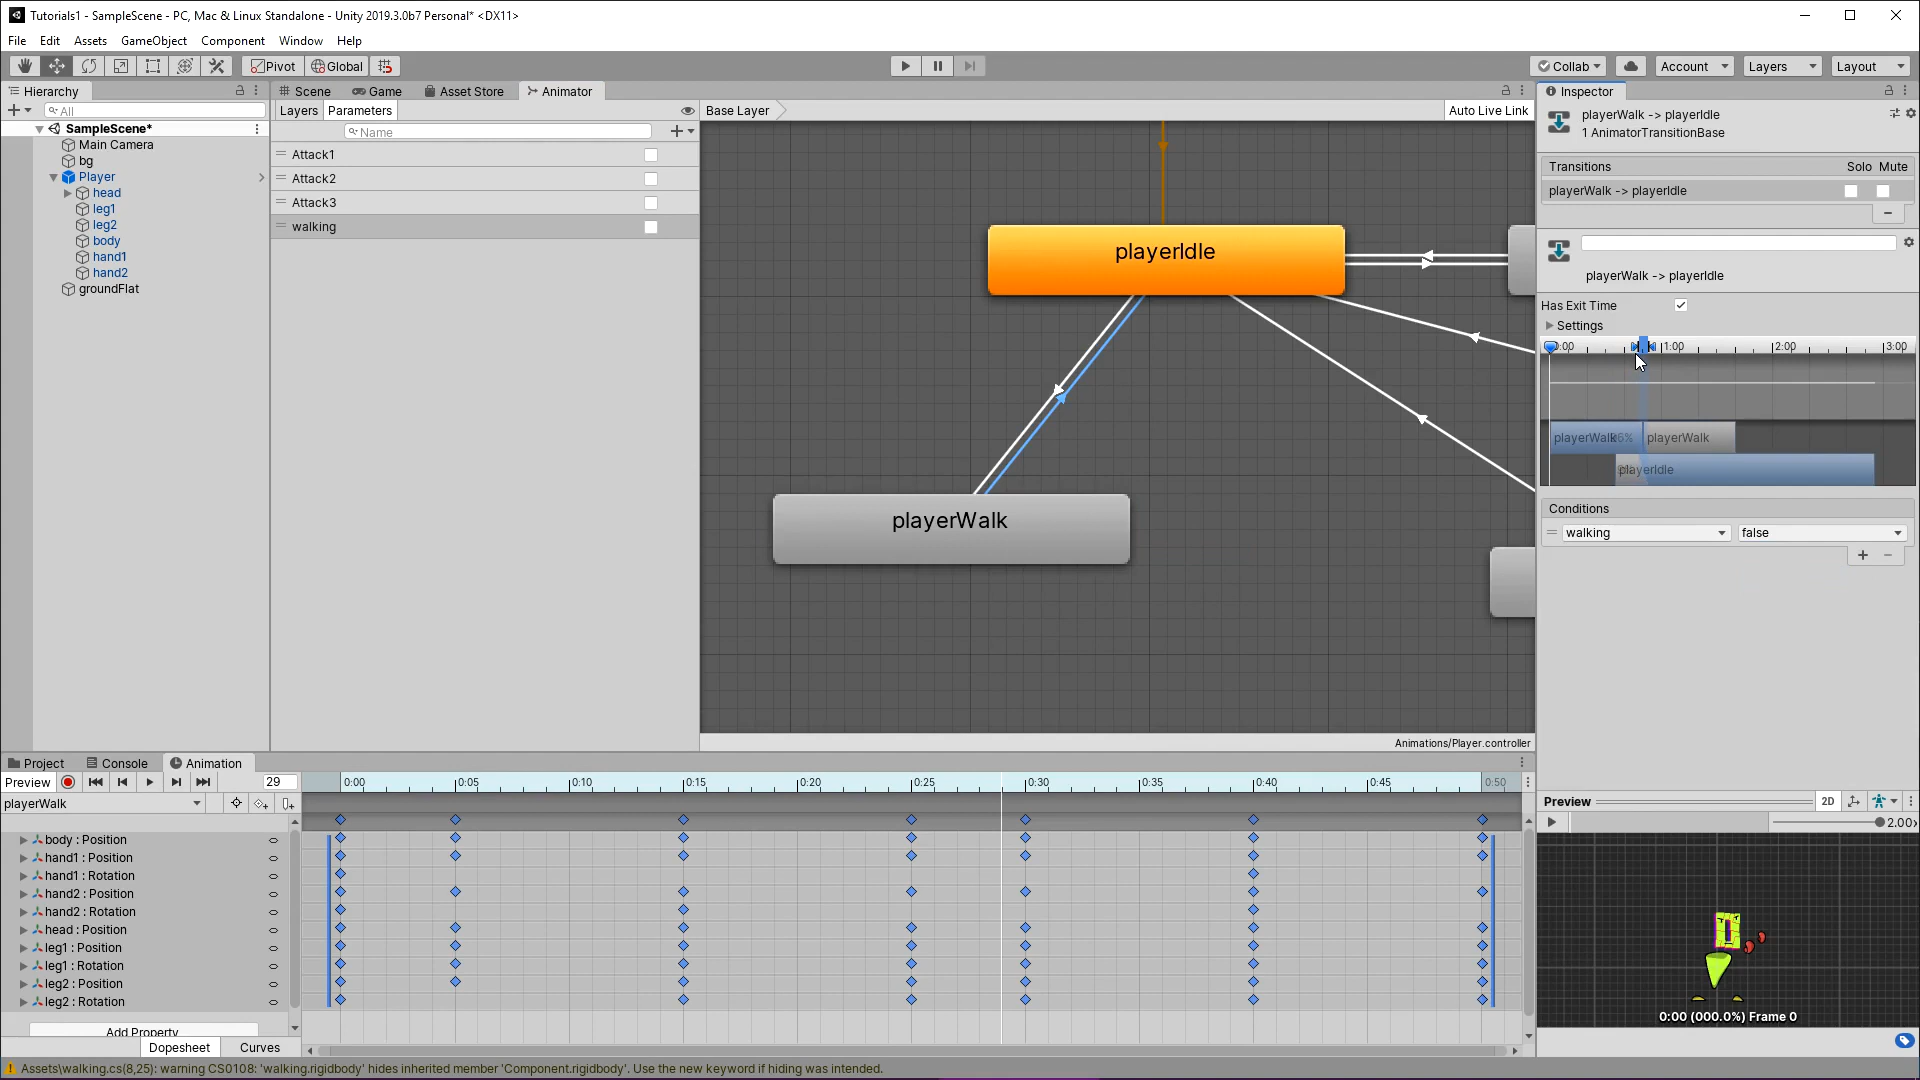 Tutorials1 - SampleScene - PC, Mac & Linux Standalone - Unity 2019.3.0b7 Personal* <DX11>
File Edit Assets GameObject Component Window Help
Pivot Global Collab Account Layers Layout
Hierarchy
All
SampleScene*
Main Camera
bg
Player
head
leg1
leg2
body
hand1
hand2
groundFlat
Scene Game Asset Store Animator
Layers Parameters
Name
Attack1
Attack2
Attack3
walking
Base Layer Auto Live Link
playerIdle
playerWalk
Animations/Player.controller
Inspector
playerWalk -> playerIdle
1 AnimatorTransitionBase
Transitions Solo Mute
playerWalk -> playerIdle
playerWalk -> playerIdle
Has Exit Time
Settings
0:00 1:00 2:00 3:00
playerWalk playerWalk
playerIdle
Conditions
walking false
Preview 2D
2.00x
0:00 (000.0%) Frame 0
Project Console Animation
Preview 29 0:00 0:05 0:10 0:15 0:20 0:25 0:30 0:35 0:40 0:45 0:50
playerWalk
body : Position
hand1 : Position
hand1 : Rotation
hand2 : Position
hand2 : Rotation
head : Position
leg1 : Position
leg1 : Rotation
leg2 : Position
leg2 : Rotation
Add Property
Dopesheet Curves
Assets\walking.cs(8,25): warning CS0108: 'walking.rigidbody' hides inherited member 'Component.rigidbody'. Use the new keyword if hiding was intended.